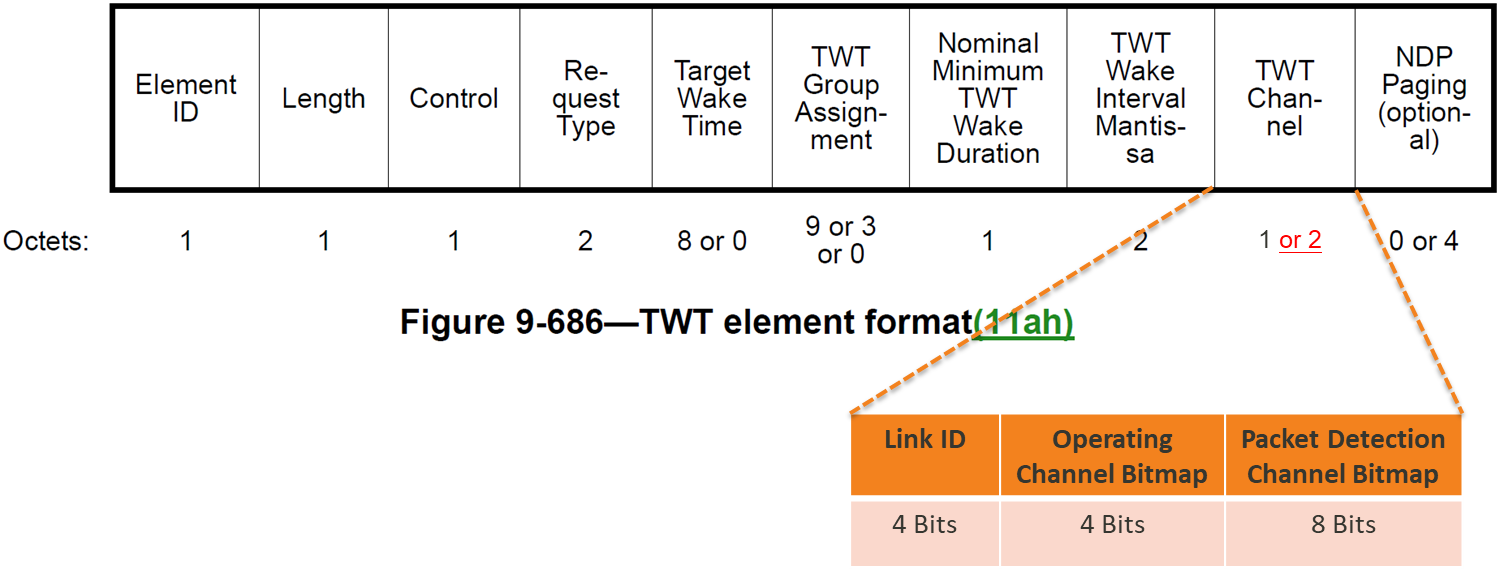 Element
ID
Length
Control
Re-
quest
Type
Target
Wake
Time
TWT
Group
Assign-
ment
Nominal
Minimum
TWT
Wake
Duration
TWT
Wake
Interval
Mantis-
sa
TWT
Chan-
nel
NDP
Paging
(option-
al)
Octets: 1 1 1 2 8 or 0 9 or 3 or 0 1 2 1 or 2 0 or 4
Figure 9-686—TWT element format(11ah)
Link ID
Operating
Channel Bitmap
Packet Detection
Channel Bitmap
4 Bits 4 Bits 8 Bits